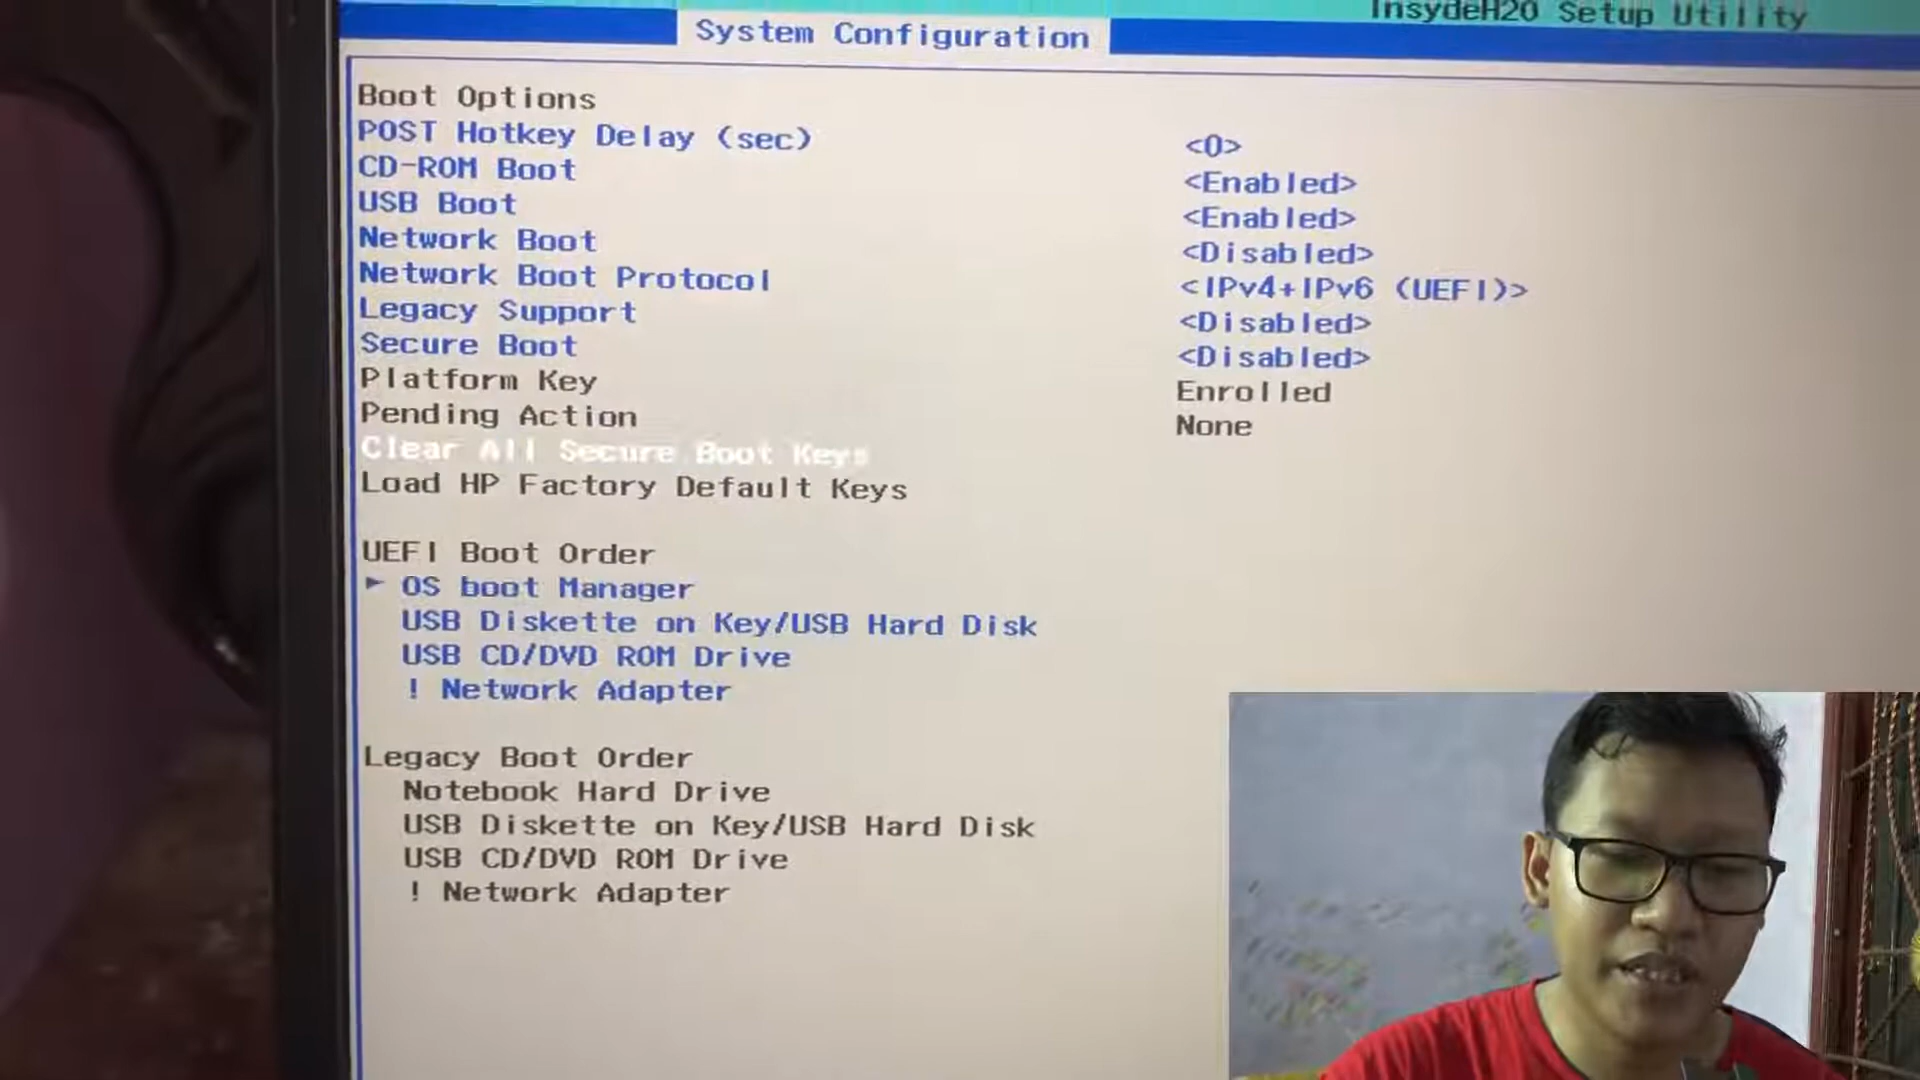 InsydeH20 Setup Utility
System Configuration
Boot Options
POST Hotkey Delay (sec) <0>
CD-ROM Boot <Enabled>
USB Boot <Enabled>
Network Boot <Disabled>
Network Boot Protocol <IPv4+IPv6 (UEFI)>
Legacy Support <Disabled>
Secure Boot <Disabled>
Platform Key Enrolled
Pending Action None
Clear All Secure Boot Keys
Load HP Factory Default Keys
UEFI Boot Order
► OS boot Manager
USB Diskette on Key/USB Hard Disk
USB CD/DVD ROM Drive
! Network Adapter
Legacy Boot Order
Notebook Hard Drive
USB Diskette on Key/USB Hard Disk
USB CD/DVD ROM Drive
! Network Adapter